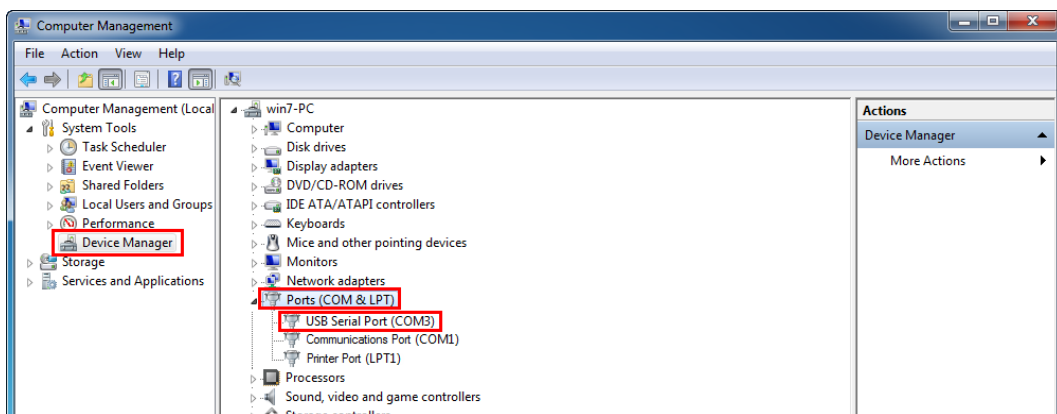 Computer Management
File Action View Help
Computer Management (Local
System Tools
Task Scheduler
Event Viewer
Shared Folders
Local Users and Groups
Performance
Device Manager
Storage
Services and Applications
win7-PC
Computer
Disk drives
Display adapters
DVD/CD-ROM drives
IDE ATA/ATAPI controllers
Keyboards
Mice and other pointing devices
Monitors
Network adapters
Ports (COM & LPT)
USB Serial Port (COM3)
Communications Port (COM1)
Printer Port (LPT1)
Processors
Sound, video and game controllers
Actions
Device Manager
More Actions